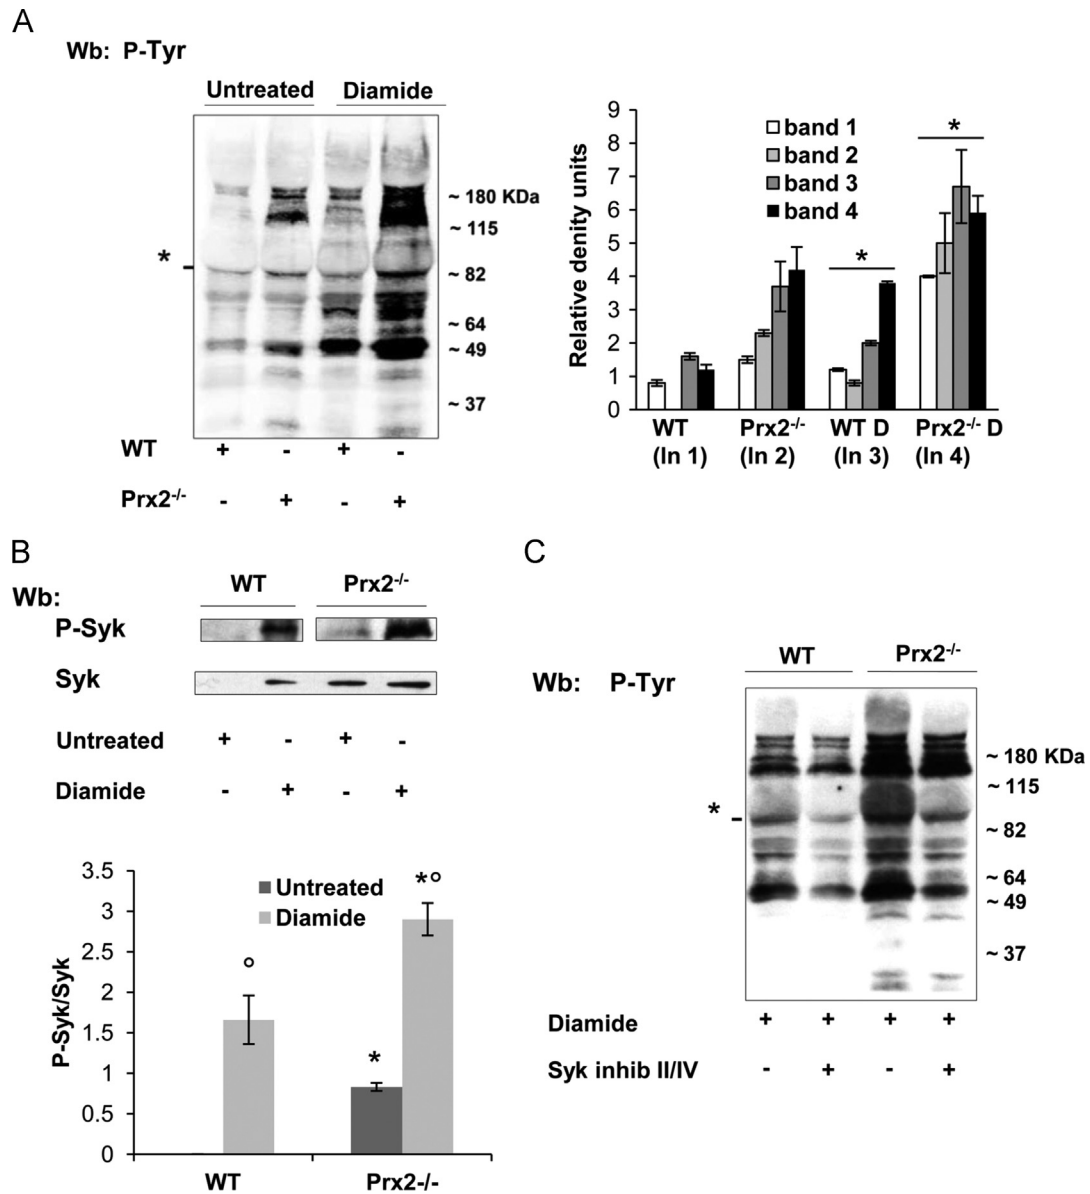 A
Wb: P-Tyr
Untreated Diamide
~ 180 KDa
~ 115
*
~ 82
~ 64
~ 49
~ 37
WT + - + -
Prx2-/- - + - +
Relative denity units
9
8
7
6
5
4
3
2
1
0
band 1
band 2
band 3
band 4
*
*
WT Prx2-/- WT D Prx2-/- D
(ln 1) (ln 2) (ln 3) (ln 4)
B
Wb:
WT Prx2-/-
P-Syk
Syk
Untreated + - + -
Diamide - + - +
P-Syk/Syk
3.5
3
2.5
2
1.5
1
0.5
0
Untreated
Diamide
°
*
*°
WT Prx2-/-
C
WT Prx2-/-
Wb: P-Tyr
~ 180 KDa
~ 115
*
~ 82
~ 64
~ 49
~ 37
Diamide + + + +
Syk inhib II/IV - + - +